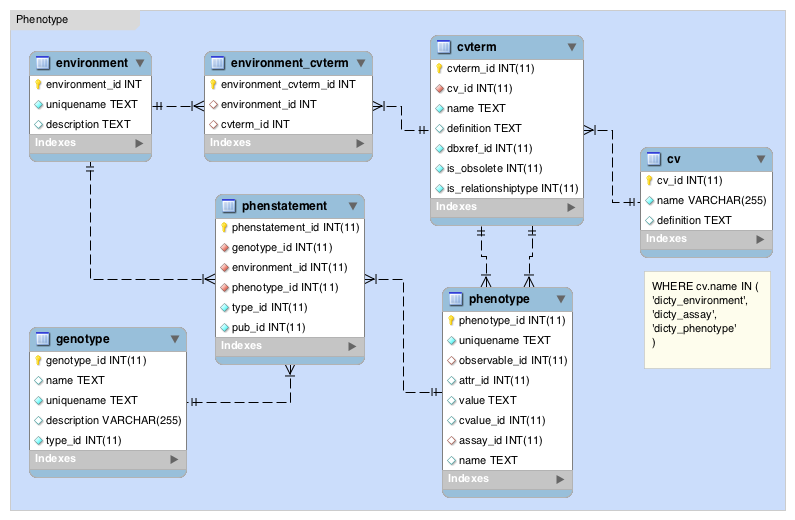 Phenotype
environment
environment_id INT
uniquename TEXT
description TEXT
Indexes
environment_cvterm
environment_cvterm_id INT
environment_id INT
cvterm_id INT
Indexes
cvterm
cvterm_id INT(11)
cv_id INT(11)
name TEXT
definition TEXT
dbxref_id INT(11)
is_obsolete INT(11)
is_relationshiptype INT(11)
Indexes
cv
cv_id INT(11)
name VARCHAR(255)
definition TEXT
Indexes
phenstatement
phenstatement_id INT(11)
genotype_id INT(11)
environment_id INT(11)
phenotype_id INT(11)
type_id INT(11)
pub_id INT(11)
Indexes
WHERE cv.name IN (
'dicty_environment',
'dicty_assay',
'dicty_phenotype'
)
genotype
genotype_id INT(11)
name TEXT
uniquename TEXT
description VARCHAR(255)
type_id INT(11)
Indexes
phenotype
phenotype_id INT(11)
uniquename TEXT
observable_id INT(11)
attr_id INT(11)
value TEXT
cvalue_id INT(11)
assay_id INT(11)
name TEXT
Indexes